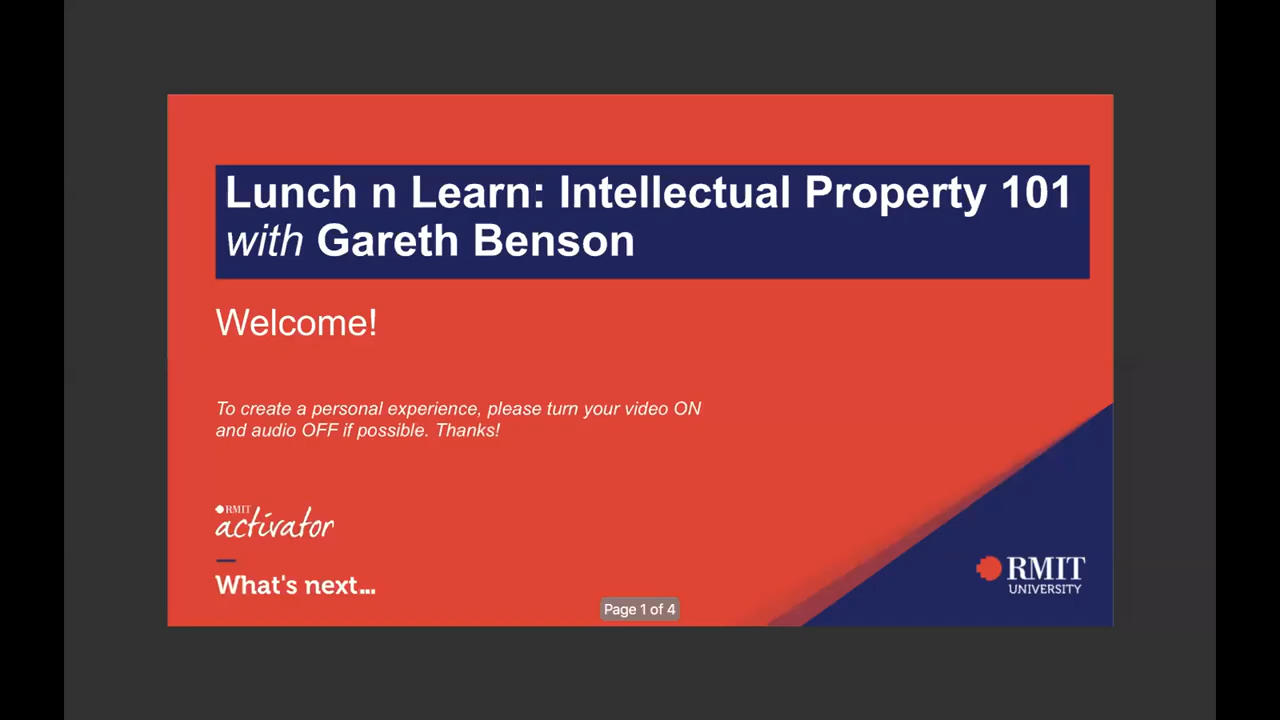 Lunch n Learn: Intellectual Property 101
with Gareth Benson
Welcome!
To create a personal experience, please turn your video ON
and audio OFF if possible. Thanks!
RMIT
activator
What's next...
Page 1 of 4
RMIT
UNIVERSITY